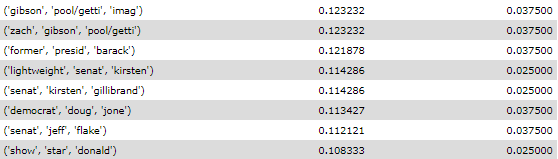 ('gibson', 'pool/getti', 'imag') 0.123232 0.037500
('zach', 'gibson', 'pool/getti') 0.123232 0.037500
('former', 'presid', 'barack') 0.121878 0.037500
('lightweight', 'senat', 'kirsten') 0.114286 0.025000
('senat', 'kirsten', 'gillibrand') 0.114286 0.025000
('democrat', 'doug', 'jone') 0.113427 0.037500
('senat', 'jeff', 'flake') 0.112121 0.037500
('show', 'star', 'donald') 0.108333 0.025000